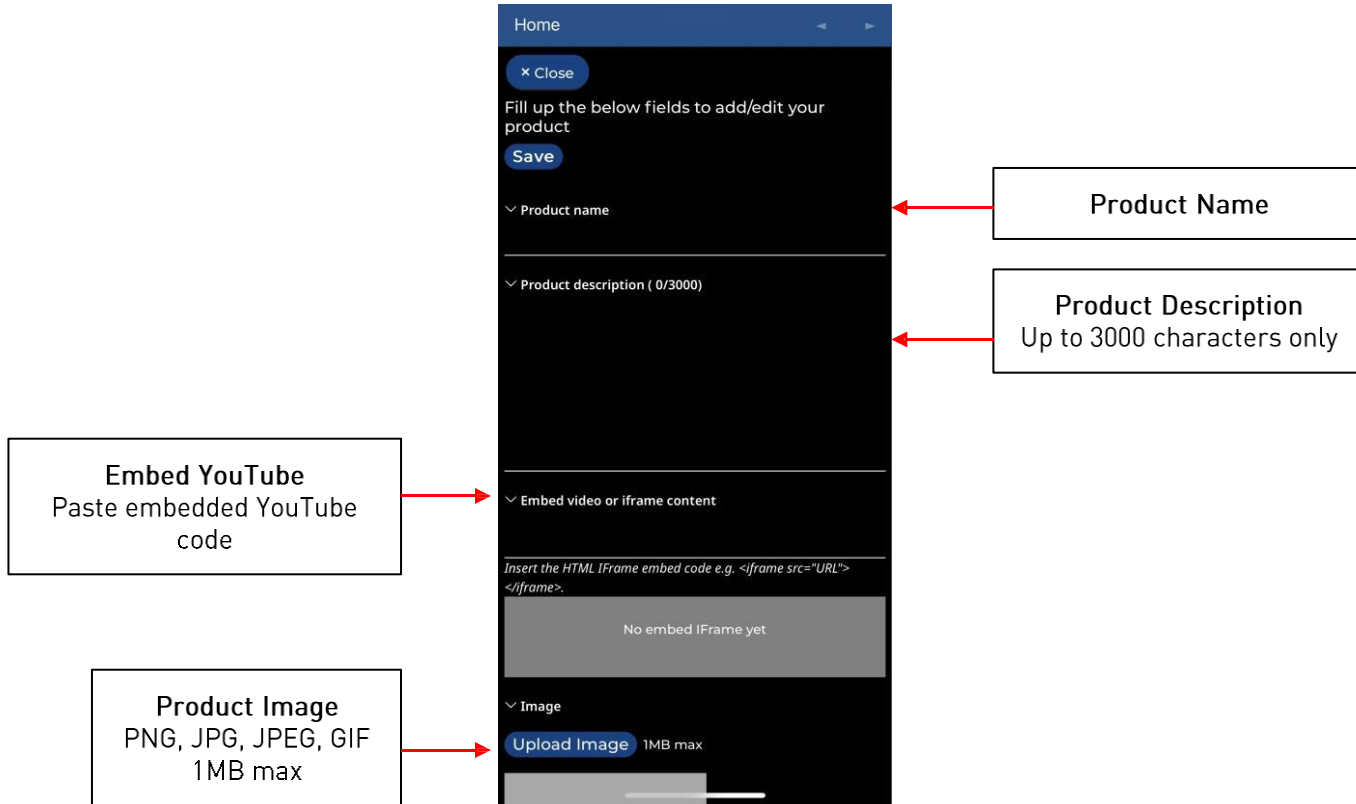 Home
× Close
Fill up the below fields to add/edit your
product
Save
Product name
Product Name
Product description ( 0/3000)
Product Description
Up to 3000 characters only
Embed YouTube
Paste embedded YouTube
code
Embed video or iframe content
Insert the HTML IFrame embed code e.g. <iframe src="URL">
</iframe>.
No embed IFrame yet
Product Image
PNG, JPG, JPEG, GIF
1MB max
Image
Upload Image 1MB max